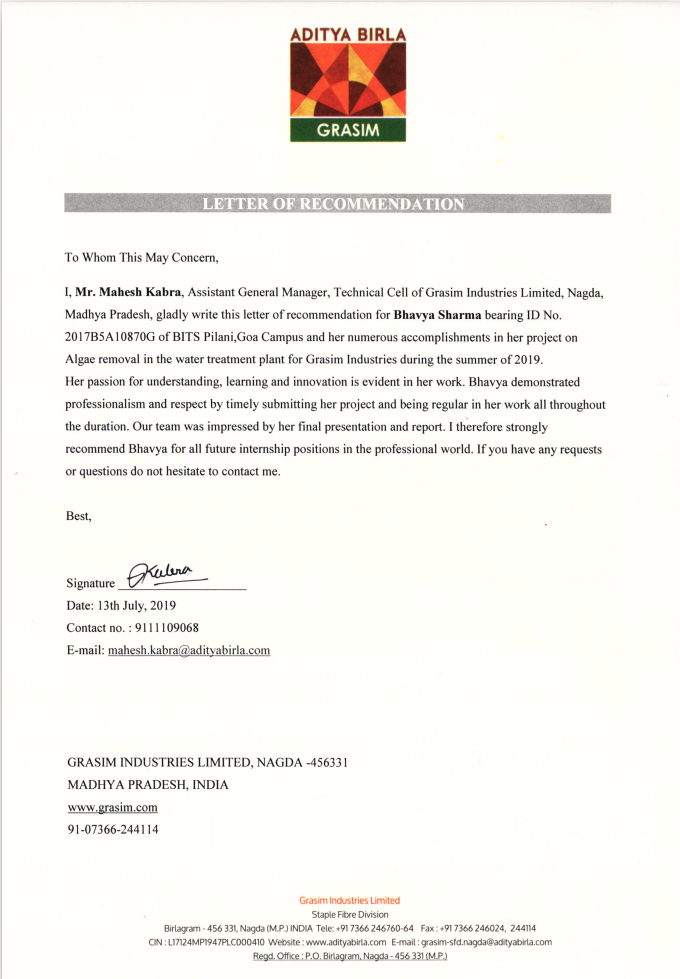 ADITYA BIRLA
GRASIM
LETTER OF RECOMMENDATION
To Whom This May Concern,
I, Mr. Mahesh Kabra, Assistant General Manager, Technical Cell of Grasim Industries Limited, Nagda,
Madhya Pradesh, gladly write this letter of recommendation for Bhavya Sharma bearing ID No.
2017B5A10870G of BITS Pilani,Goa Campus and her numerous accomplishments in her project on
Algae removal in the water treatment plant for Grasim Industries during the summer of 2019.
Her passion for understanding, learning and innovation is evident in her work. Bhavya demonstrated
professionalism and respect by timely submitting her project and being regular in her work all throughout
the duration. Our team was impressed by her final presentation and report. I therefore strongly
recommend Bhavya for all future internship positions in the professional world. If you have any requests
or questions do not hesitate to contact me.
Best,
Signature
Date: 13th July, 2019
Contact no. : 9111109068
E-mail: mahesh.kabra@adityabirla.com
GRASIM INDUSTRIES LIMITED, NAGDA -456331
MADHYA PRADESH, INDIA
www.grasim.com
91-07366-244114
Grasim Industries Limited
Staple Fibre Division
Birlagram - 456 331, Nagda (M.P.) INDIA Tele: +91 7366 246760-64 Fax : +91 7366 246024, 244114
CIN : L17124MP1947PLC000410 Website : www.adityabirla.com E-mail : grasim-sfd.nagda@adityabirla.com
Regd. Office : P.O. Birlagram, Nagda - 456 331 (M.P.)